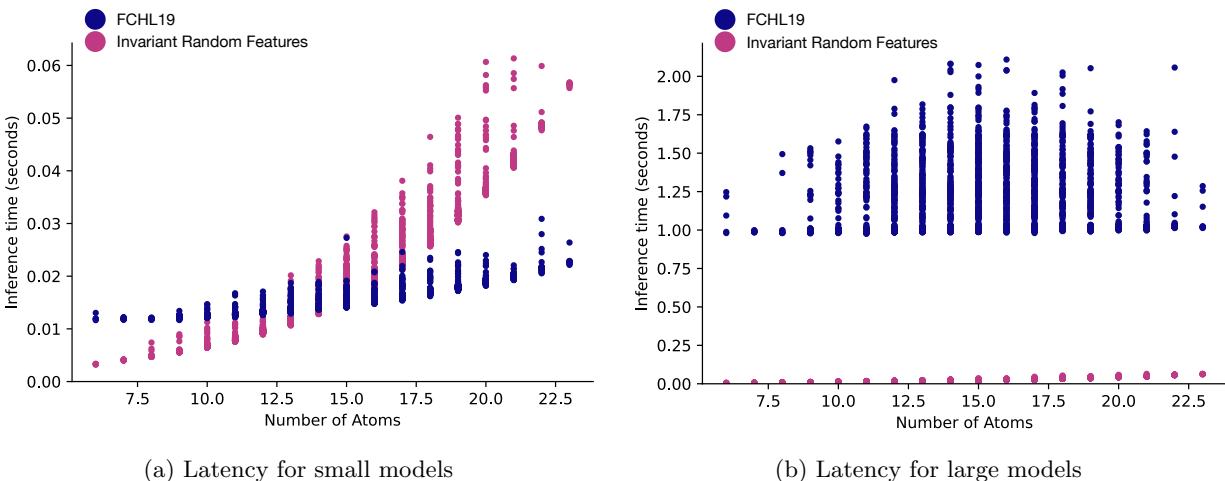 FCHL19
Invariant Random Features
0.06
0.05
0.04
0.03
0.02
0.01
0.00
Inference time (seconds)
7.5 10.0 12.5 15.0 17.5 20.0 22.5
Number of Atoms
(a) Latency for small models
FCHL19
Invariant Random Features
2.00
1.75
1.50
1.25
1.00
0.75
0.50
0.25
0.00
Inference time (seconds)
7.5 10.0 12.5 15.0 17.5 20.0 22.5
Number of Atoms
(b) Latency for large models